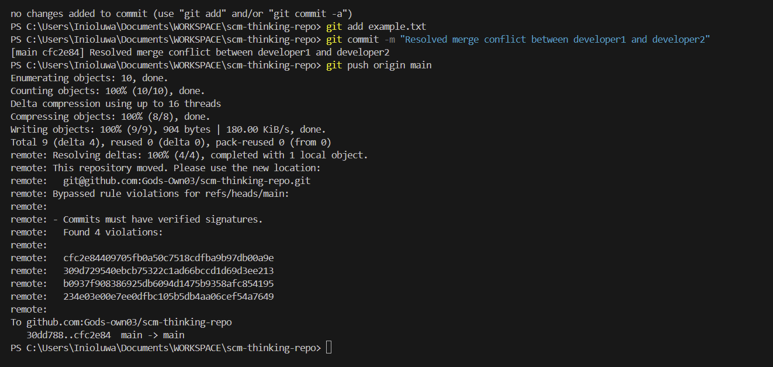 no changes added to commit (use "git add" and/or "git commit -a")
PS C:\Users\Inioluwa\Documents\WORKSPACE\scm-thinking-repo> git add example.txt
PS C:\Users\Inioluwa\Documents\WORKSPACE\scm-thinking-repo> git commit -m "Resolved merge conflict between developer1 and developer2"
[main cfc2e84] Resolved merge conflict between developer1 and developer2
PS C:\Users\Inioluwa\Documents\WORKSPACE\scm-thinking-repo> git push origin main
Enumerating objects: 10, done.
Counting objects: 100% (10/10), done.
Delta compression using up to 16 threads
Compressing objects: 100% (8/8), done.
Writing objects: 100% (9/9), 904 bytes | 180.00 KiB/s, done.
Total 9 (delta 4), reused 0 (delta 0), pack-reused 0 (from 0)
remote: Resolving deltas: 100% (4/4), completed with 1 local object.
remote: This repository moved. Please use the new location:
remote:   git@github.com:Gods-Own03/scm-thinking-repo.git
remote: Bypassed rule violations for refs/heads/main:
remote:
remote: - Commits must have verified signatures.
remote:   Found 4 violations:
remote:
remote:   cfc2e84409705fb0a50c7518cdfba9b97db00a9e
remote:   309d729540ebcb75322c1ad66bccd1d69d3ee213
remote:   b0937f908386925db6094d1475b9358afc854195
remote:   234e03e00e7ee0dfbc105b5db4aa06cef54a7649
remote:
To github.com:Gods-own03/scm-thinking-repo
   30dd788..cfc2e84  main -> main
PS C:\Users\Inioluwa\Documents\WORKSPACE\scm-thinking-repo>